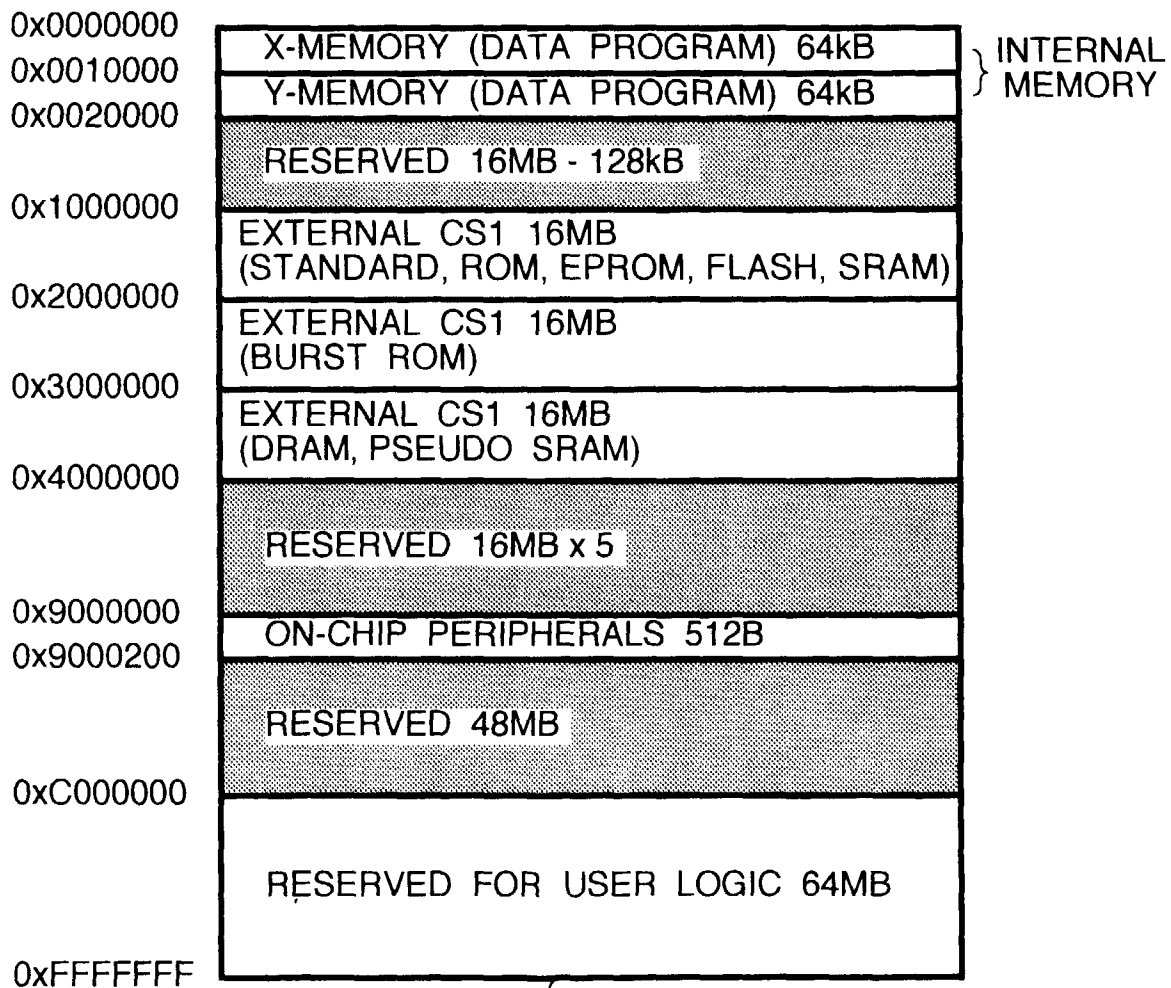 0x0000000
X-MEMORY (DATA PROGRAM) 64kB
INTERNAL
MEMORY
0x0010000
Y-MEMORY (DATA PROGRAM) 64kB
0x0020000
RESERVED 16MB - 128kB
0x1000000
EXTERNAL CS1 16MB
(STANDARD, ROM, EPROM, FLASH, SRAM)
0x2000000
EXTERNAL CS1 16MB
(BURST ROM)
0x3000000
EXTERNAL CS1 16MB
(DRAM, PSEUDO SRAM)
0x4000000
RESERVED 16MB x 5
0x9000000
ON-CHIP PERIPHERALS 512B
0x9000200
RESERVED 48MB
0xC000000
RESERVED FOR USER LOGIC 64MB
0xFFFFFFF